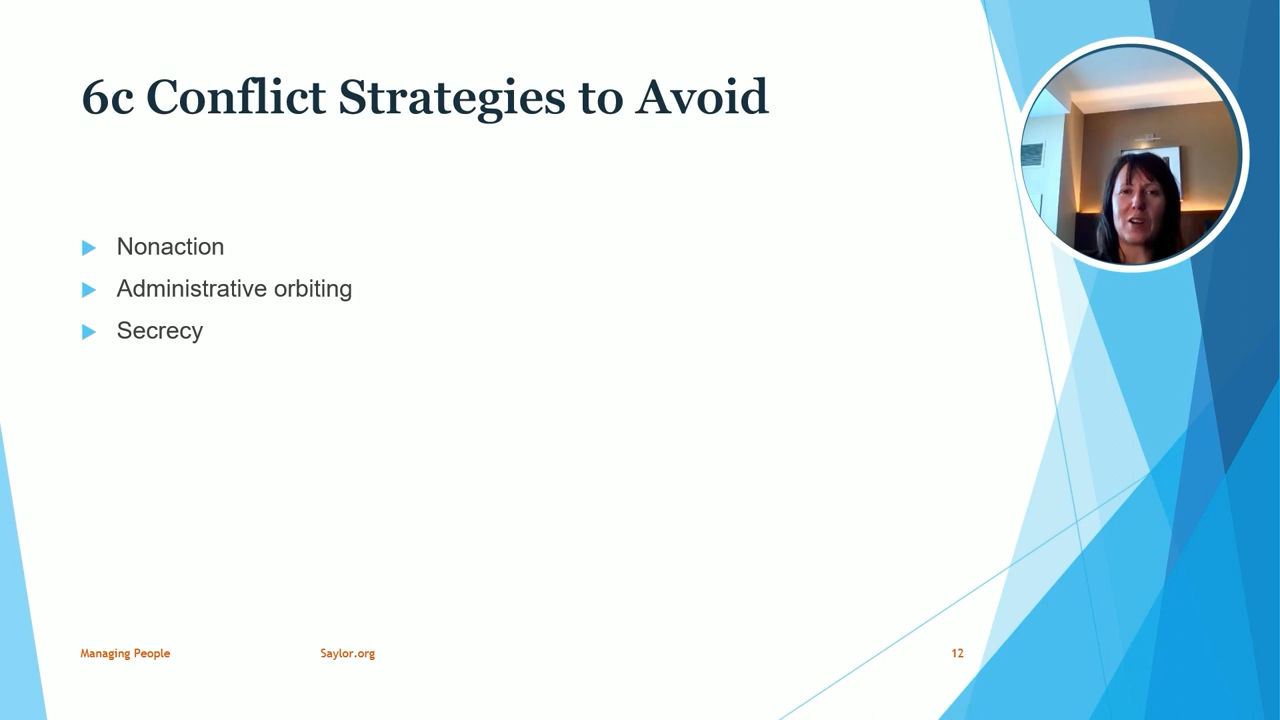 6c Conflict Strategies to Avoid
Nonaction
Administrative orbiting
Secrecy
Managing People Saylor.org 12